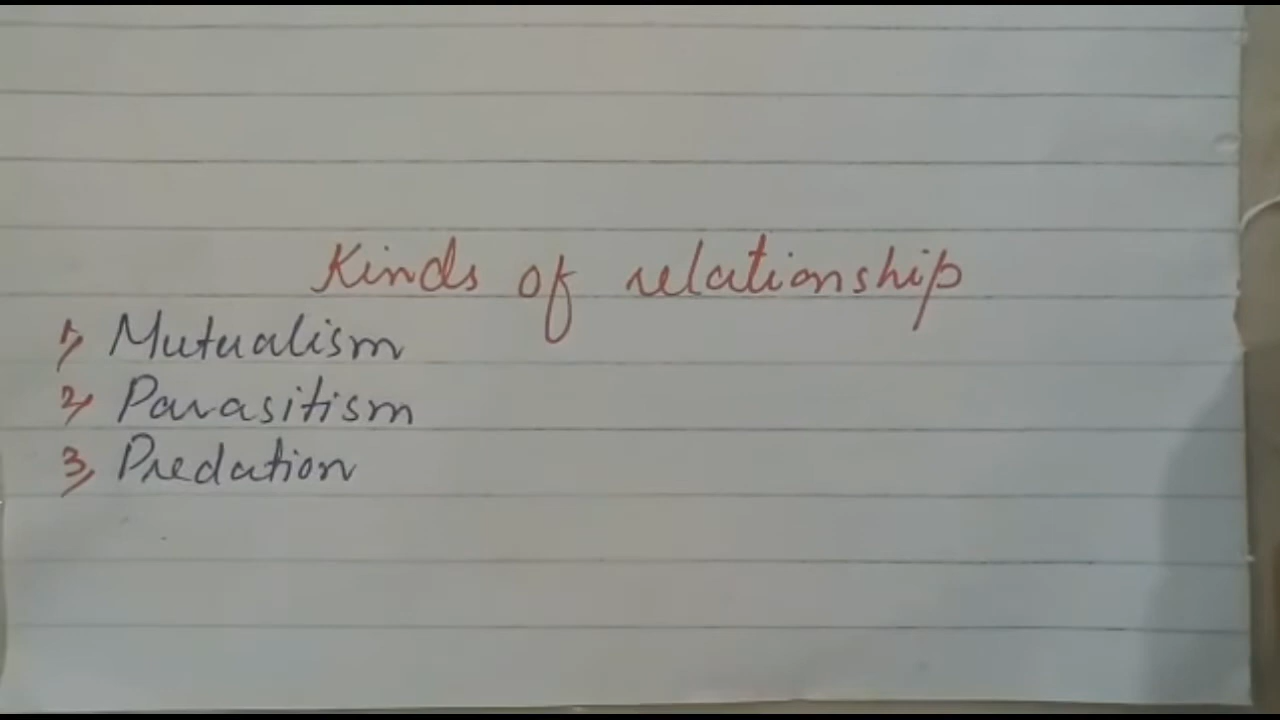 Kinds of relationship
1, Mutualism
2, Parasitism
3, Predation